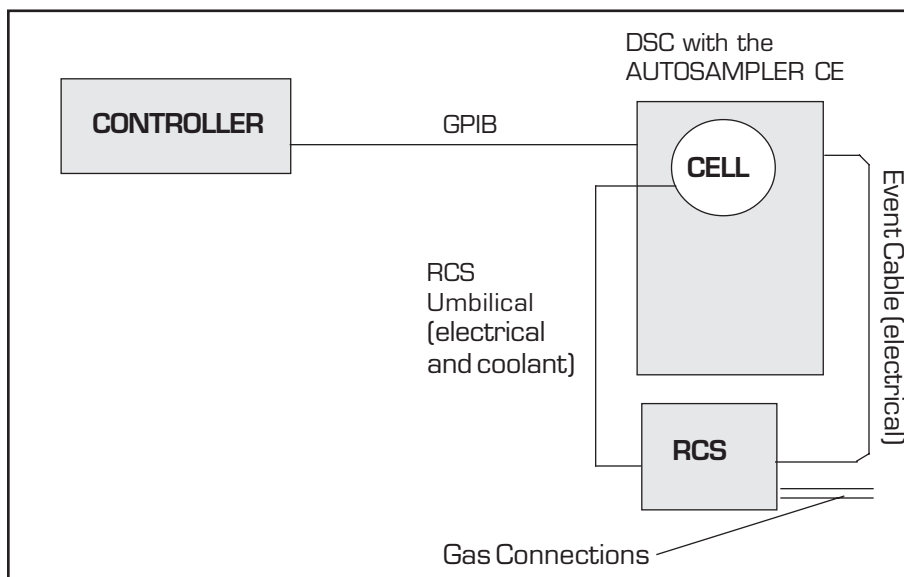 DSC with the
AUTOSAMPLER CE
CONTROLLER
GPIB
CELL
Event Cable (electrical)
RCS
Umbilical
(electrical
and coolant)
RCS
Gas Connections